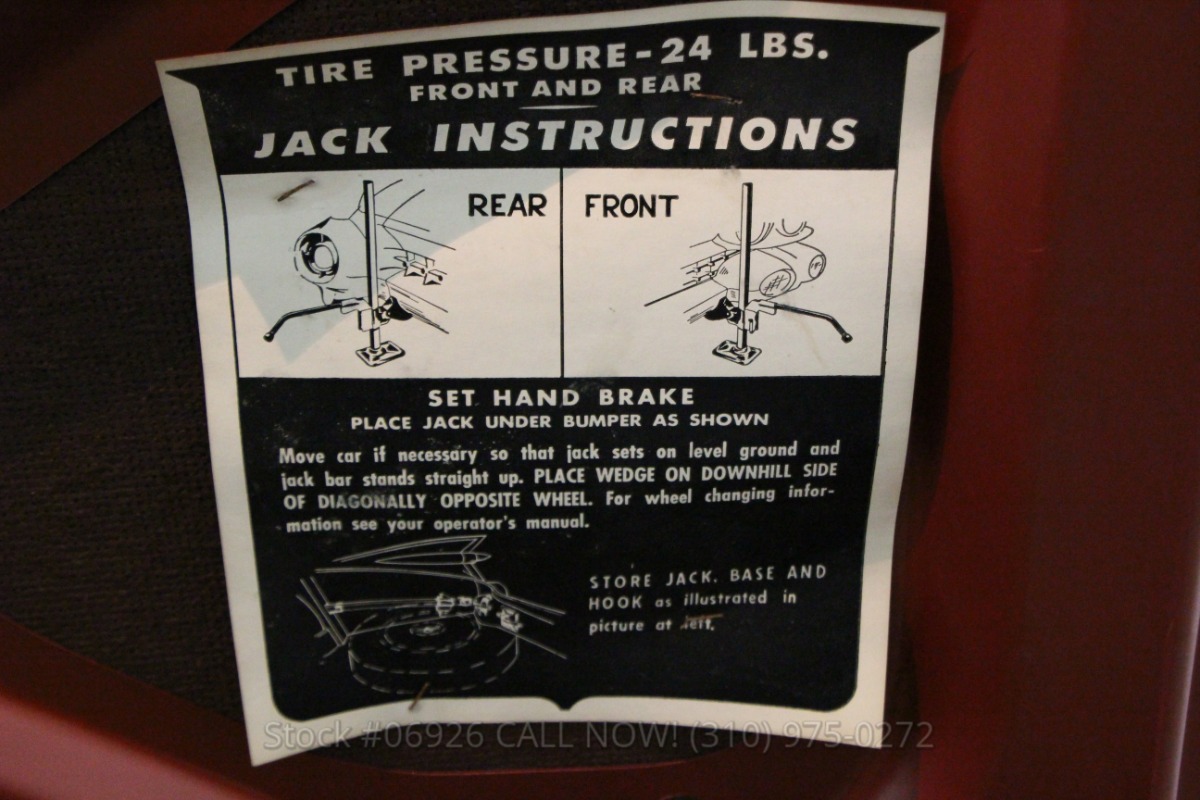 TIRE PRESSURE-24 LBS.
FRONT AND REAR
JACK INSTRUCTIONS
REAR
FRONT
SET HAND BRAKE
PLACE JACK UNDER BUMPER AS SHOWN
Move car if necessary so that jack sets on level ground and
jack bar stands straight up. PLACE WEDGE ON DOWNHILL SIDE
OF DIAGONALLY OPPOSITE WHEEL. For wheel changing infor-
mation see your operator's manual.
STORE JACK, BASE AND
HOOK as illustrated in
picture at left.
Stock #06926 CALL NOW! (310) 975-0272